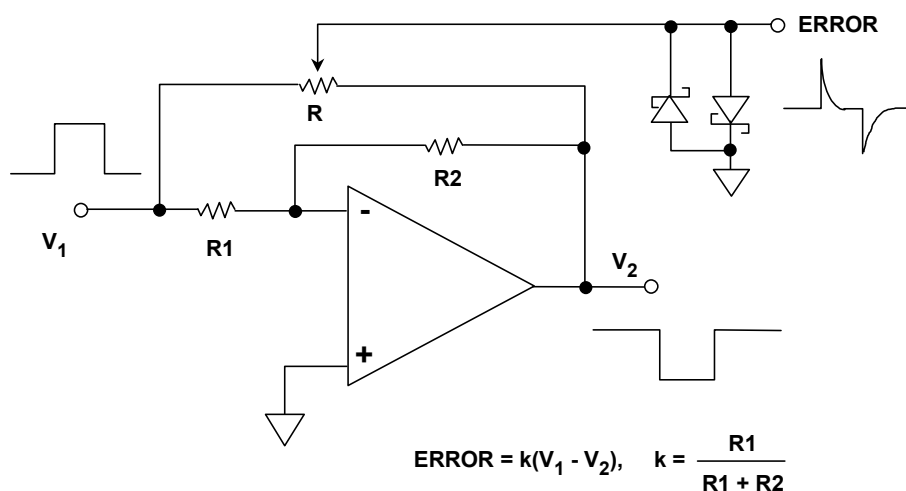 ERROR
R
R2
R1
V1
-
+
V2
ERROR = k(V1 - V2), k = R1 / R1 + R2